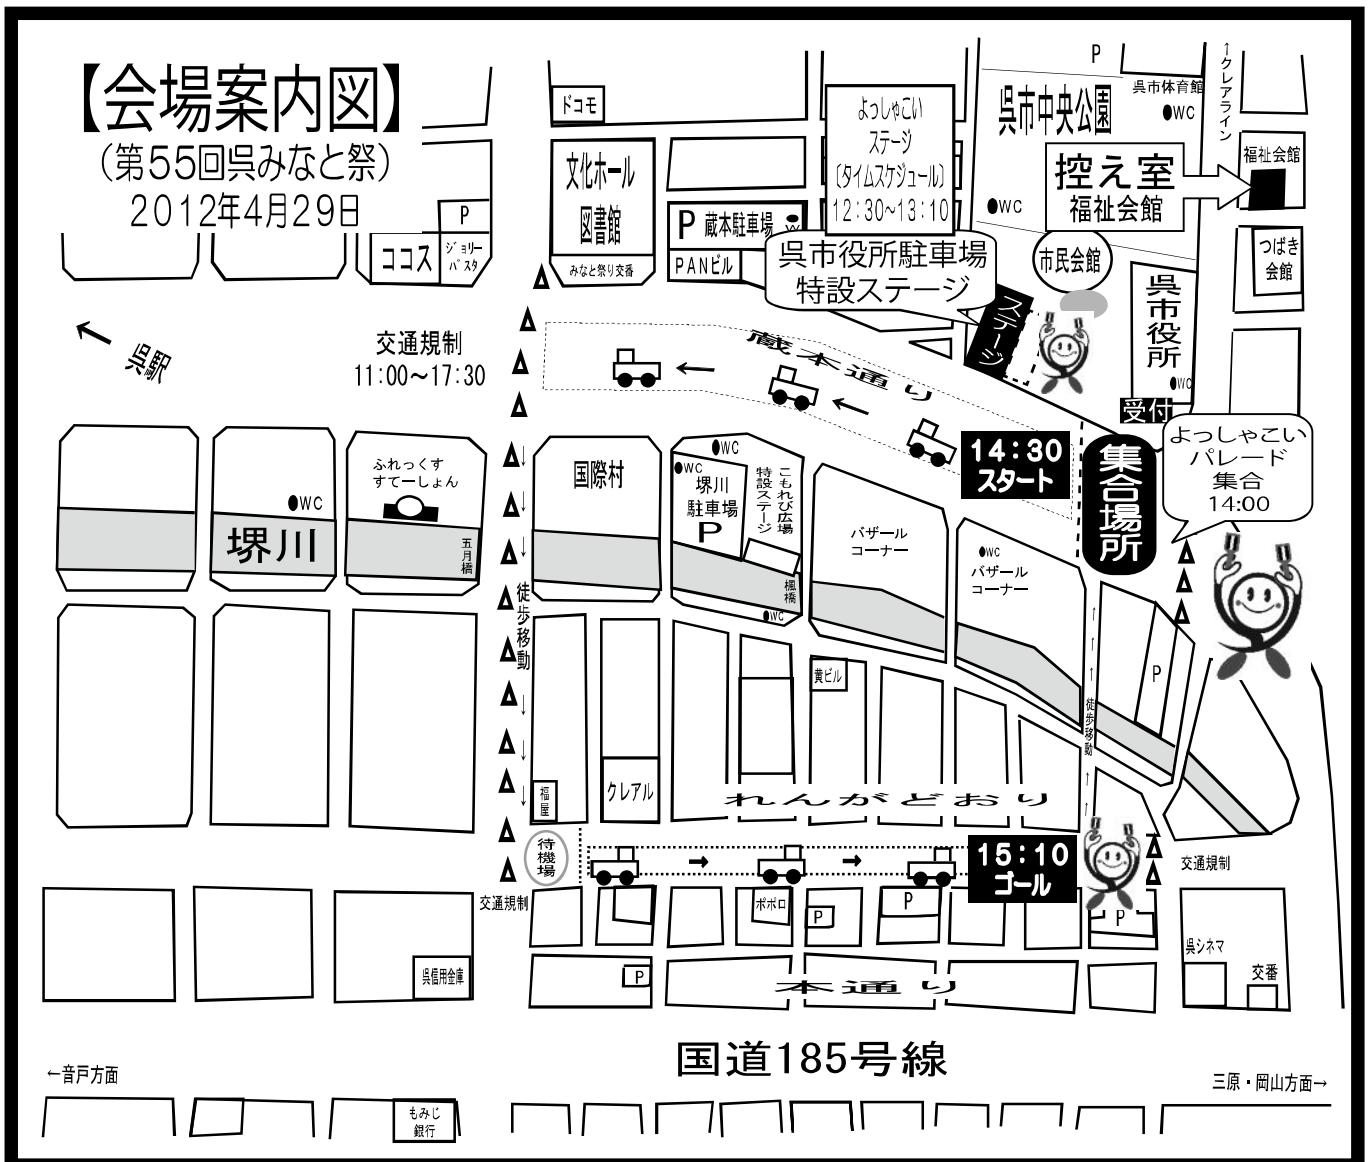 【会場案内図】
(第55回呉みなと祭)
2012年4月29日
ドコモ
文化ホール
図書館
みなと祭り交番
P
ココス
ジョリー
パスタ
P 蔵本駐車場
PANビル
よっしゃこい
ステージ
〔タイムスケジュール〕
12:30~13:10
呉市役所駐車場
特設ステージ
P
呉市中央公園
呉市体育館
●WC
↑クレアライン
控え室
福祉会館
福祉会館
●WC
市民会館
つばき
会館
呉市役所
●WC
受付
ステージ
←
呉駅
交通規制
11:00~17:30
蔵本通り
14:30
スタート
集合場所
よっしゃこい
パレード
集合
14:00
ふれっくす
すてーしょん
●WC
堺川
五月橋
国際村
●WC
●WC
堺川
駐車場
P
こもれび広場
特設ステージ
楓橋
●WC
バザール
コーナー
●WC
バザール
コーナー
徒歩移動
徒歩移動
P
黄ビル
福屋
クレアル
れんがどおり
待機場
15:10
ゴール
交通規制
交通規制
ポポロ
P
P
P
P
呉信用金庫
本通り
呉シネマ
交番
国道185号線
←音戸方面
三原・岡山方面→
もみじ
銀行